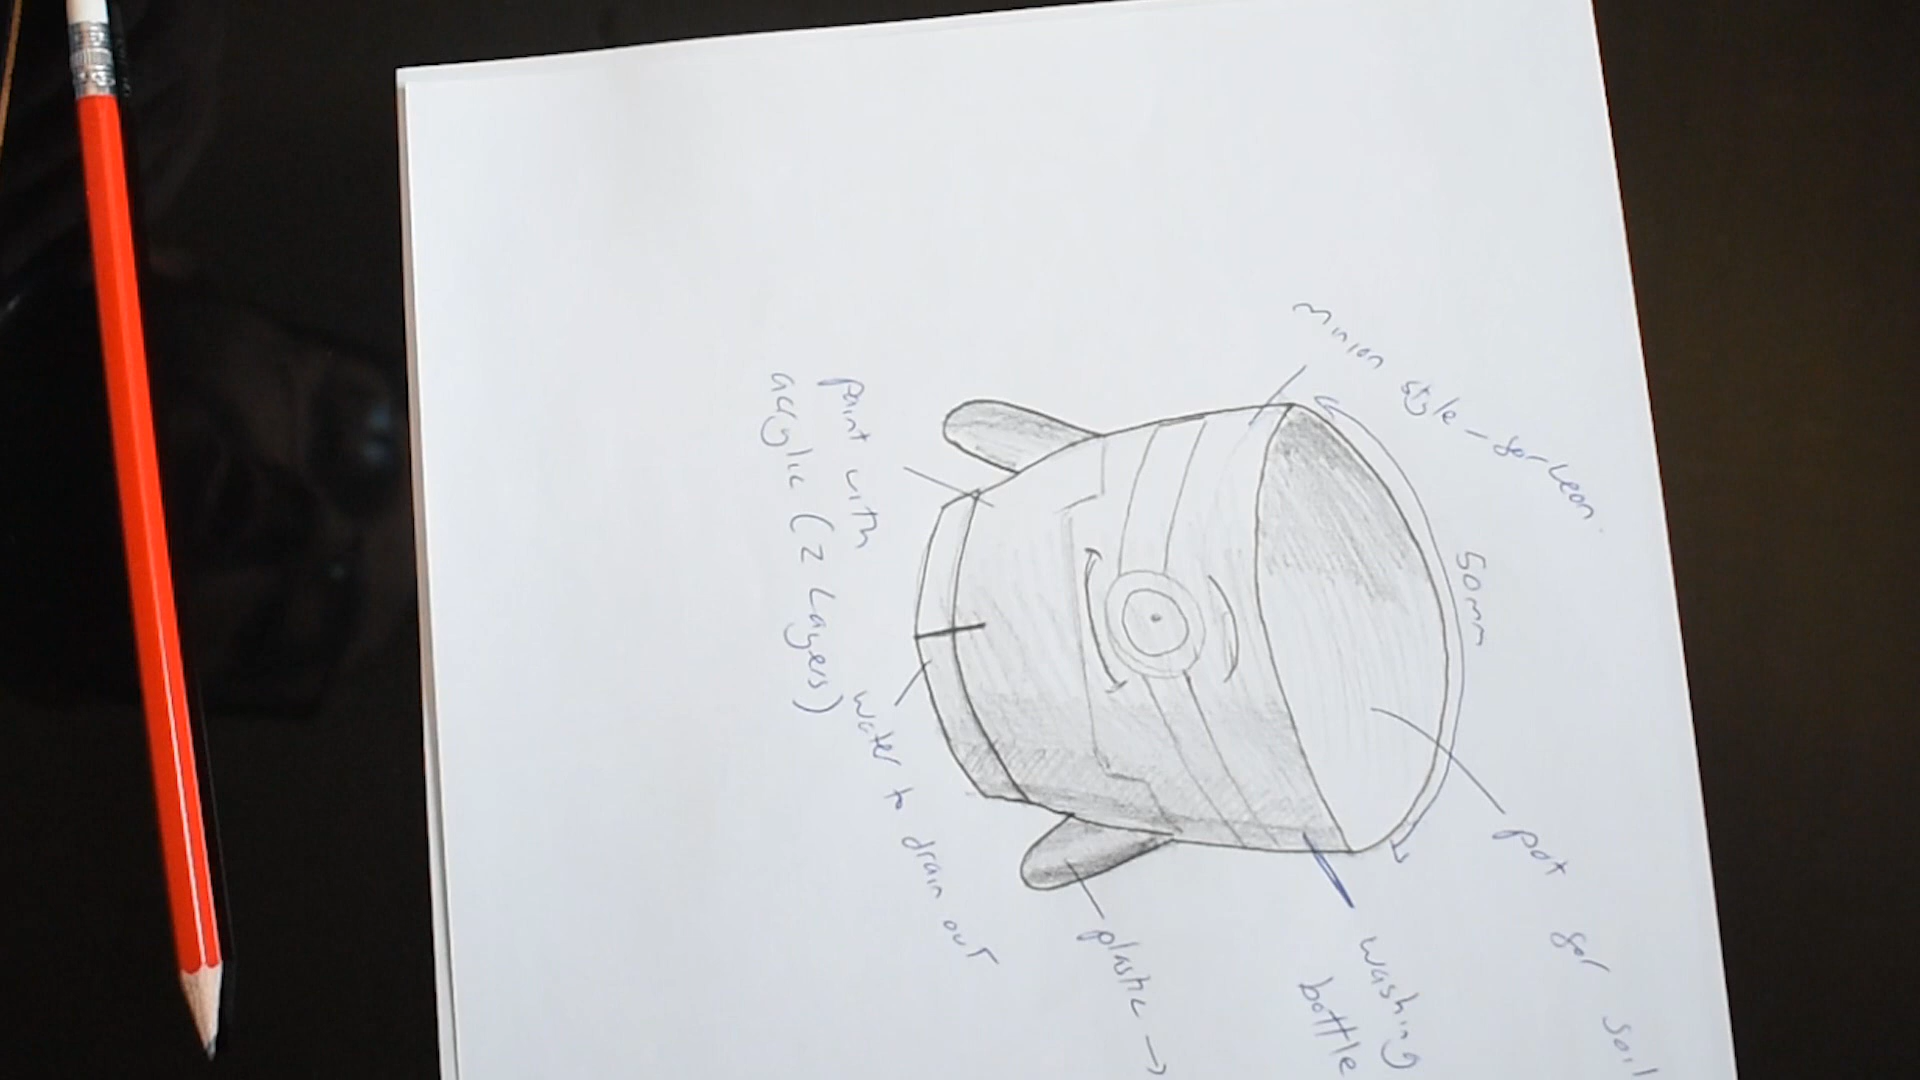 minion style - for Leon.
50mm
pot for soil
washing
bottle
plastic →
water to drain out
paint with
acrylic (2 Layers)